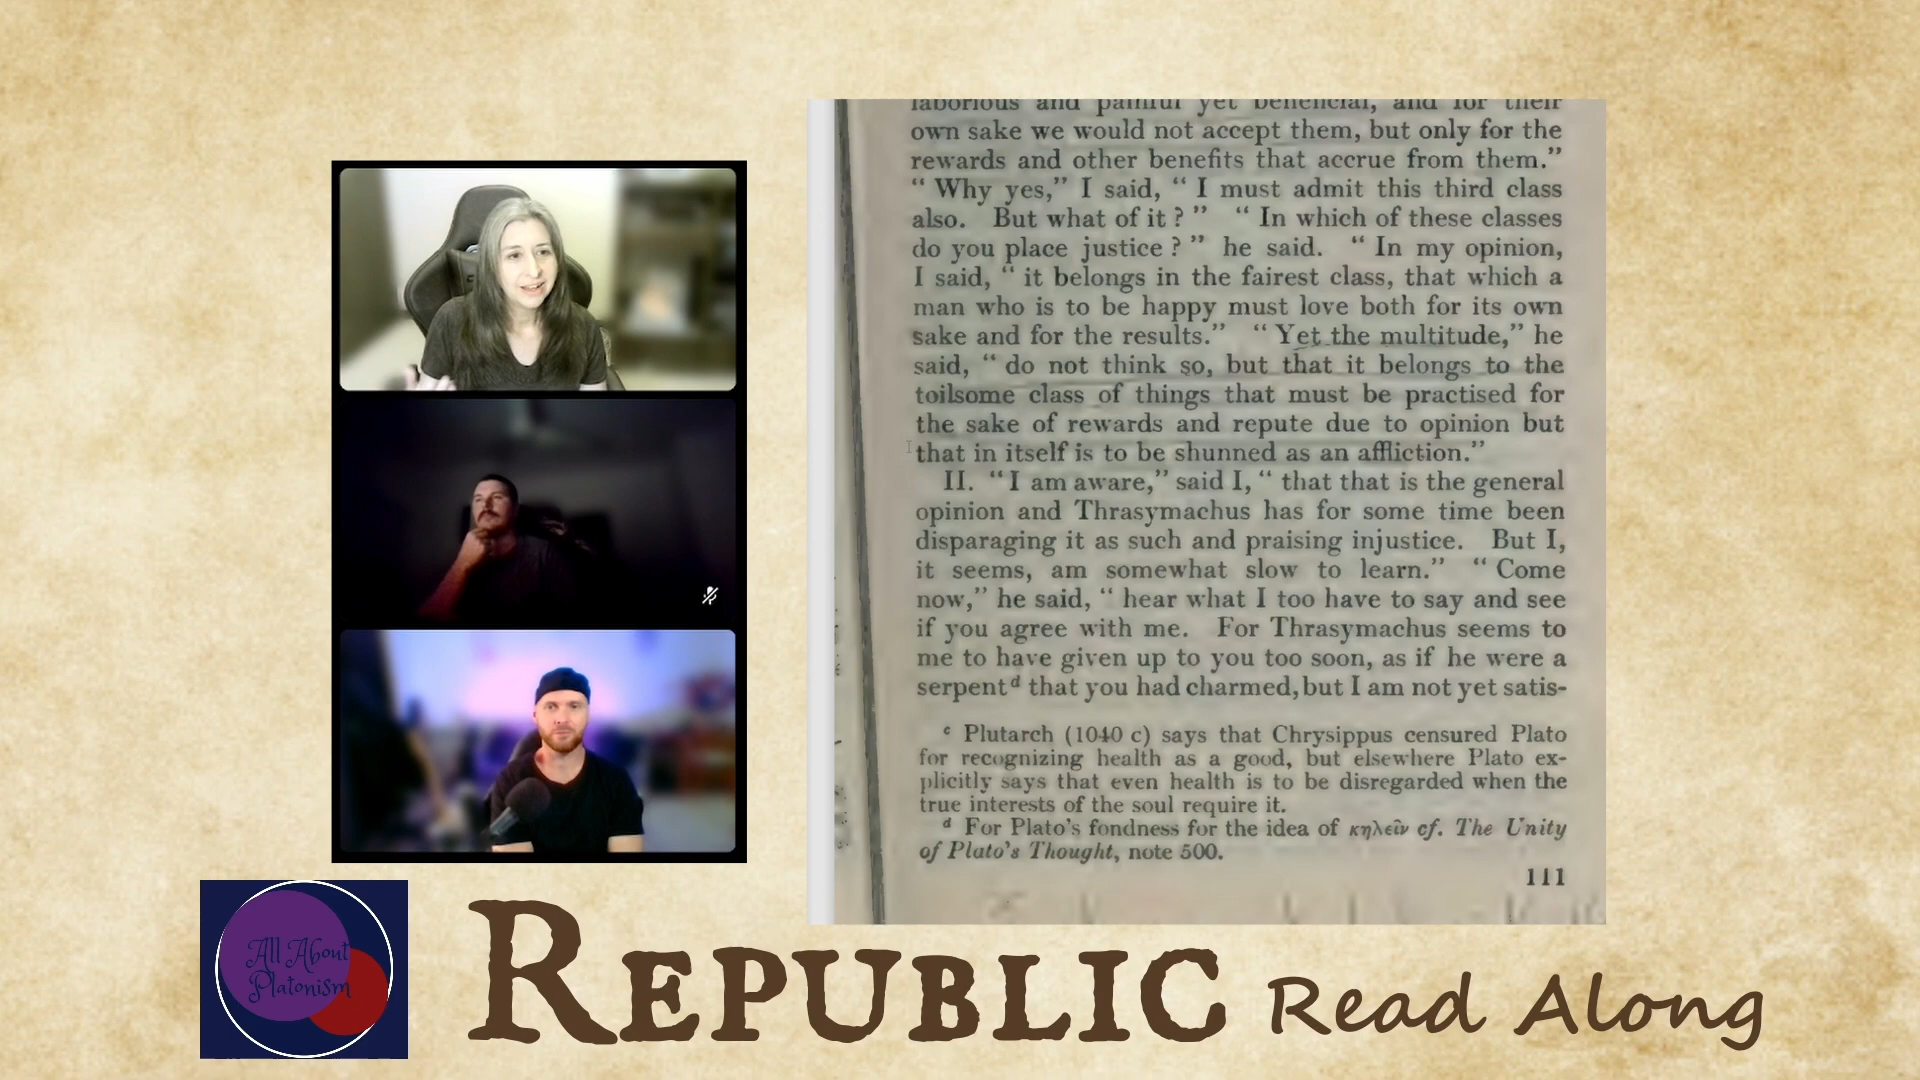 laborious and painful yet beneficial, and for their
own sake we would not accept them, but only for the
rewards and other benefits that accrue from them.”
“ Why yes,” I said, “ I must admit this third class
also. But what of it ? ” “ In which of these classes
do you place justice ? ” he said. “ In my opinion,
I said, “ it belongs in the fairest class, that which a
man who is to be happy must love both for its own
sake and for the results.” “ Yet the multitude,” he
said, “ do not think so, but that it belongs to the
toilsome class of things that must be practised for
the sake of rewards and repute due to opinion but
that in itself is to be shunned as an affliction.”
II. “ I am aware,” said I, “ that that is the general
opinion and Thrasymachus has for some time been
disparaging it as such and praising injustice. But I,
it seems, am somewhat slow to learn.” “ Come
now,” he said, “ hear what I too have to say and see
if you agree with me. For Thrasymachus seems to
me to have given up to you too soon, as if he were a
serpent d that you had charmed, but I am not yet satis-
c Plutarch (1040 c) says that Chrysippus censured Plato
for recognizing health as a good, but elsewhere Plato ex-
plicitly says that even health is to be disregarded when the
true interests of the soul require it.
d For Plato’s fondness for the idea of κηλεῖν cf. The Unity
of Plato’s Thought, note 500.
111
All About
Platonism
REPUBLIC Read Along